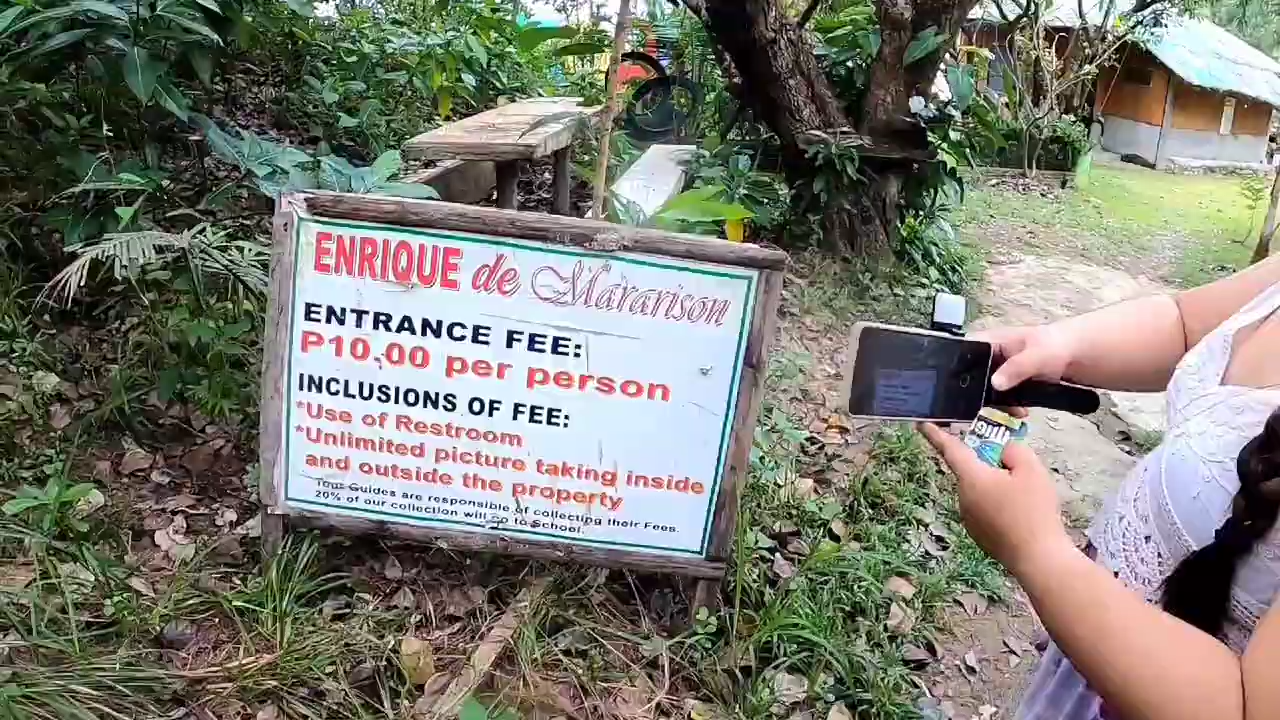 ENRIQUE de Mararison
ENTRANCE FEE:
P10.00 per person
INCLUSIONS OF FEE:
*Use of Restroom
*Unlimited picture taking inside
and outside the property
Tour Guides are responsible of collecting their Fees.
20% of our collection will go to School.